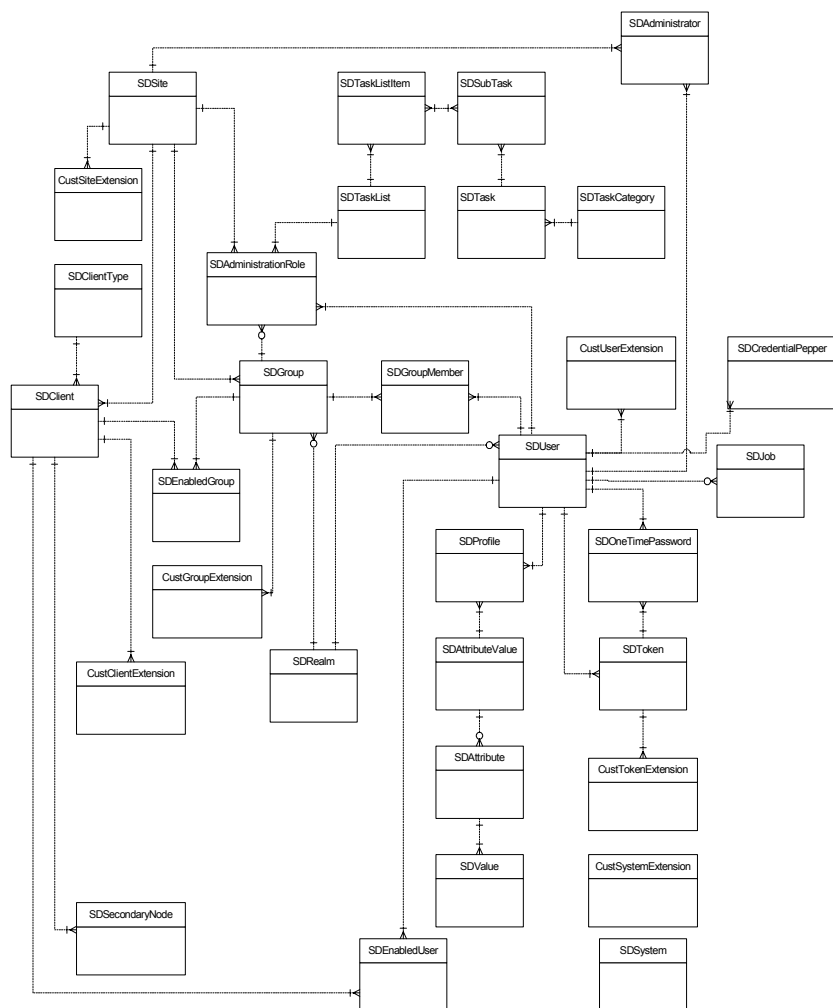 SDAdministrator
SDSite
SDTaskListItem
SDSubTask
CustSiteExtension
SDTaskList
SDTask
SDTaskCategory
SDAdministrationRole
SDClientType
CustUserExtension
SDCredentialPepper
SDGroup
SDGroupMember
SDClient
SDUser
SDJob
SDEnabledGroup
SDProfile
SDOneTimePassword
CustGroupExtension
SDRealm
SDAttributeValue
SDToken
CustClientExtension
SDAttribute
CustTokenExtension
SDValue
CustSystemExtension
SDSecondaryNode
SDEnabledUser
SDSystem